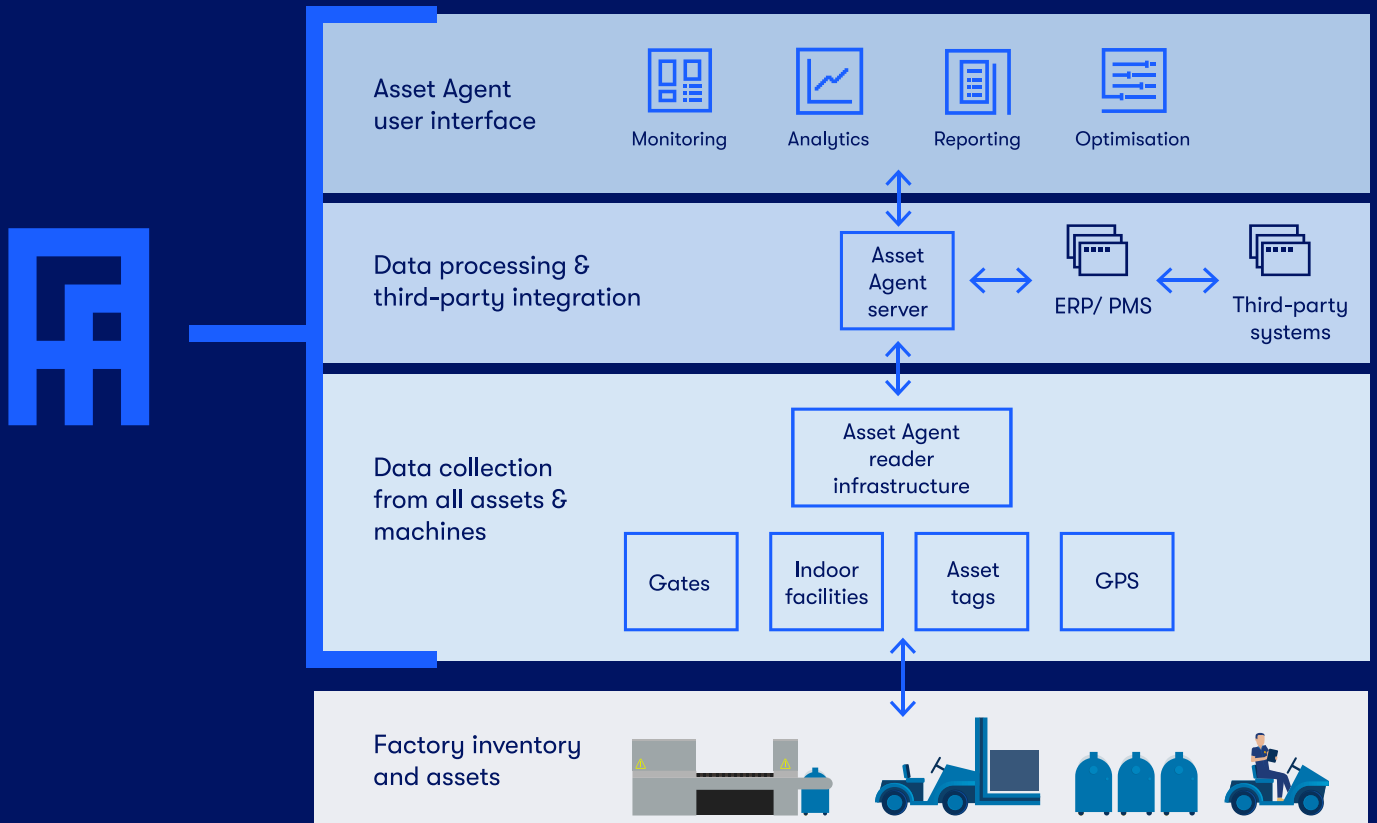 Asset Agent
user interface
Monitoring
Analytics
Reporting
Optimisation
Data processing &
third-party integration
Asset
Agent
server
ERP/ PMS
Third-party
systems
Data collection
from all assets &
machines
Asset Agent
reader
infrastructure
Gates
Indoor
facilities
Asset
tags
GPS
Factory inventory
and assets